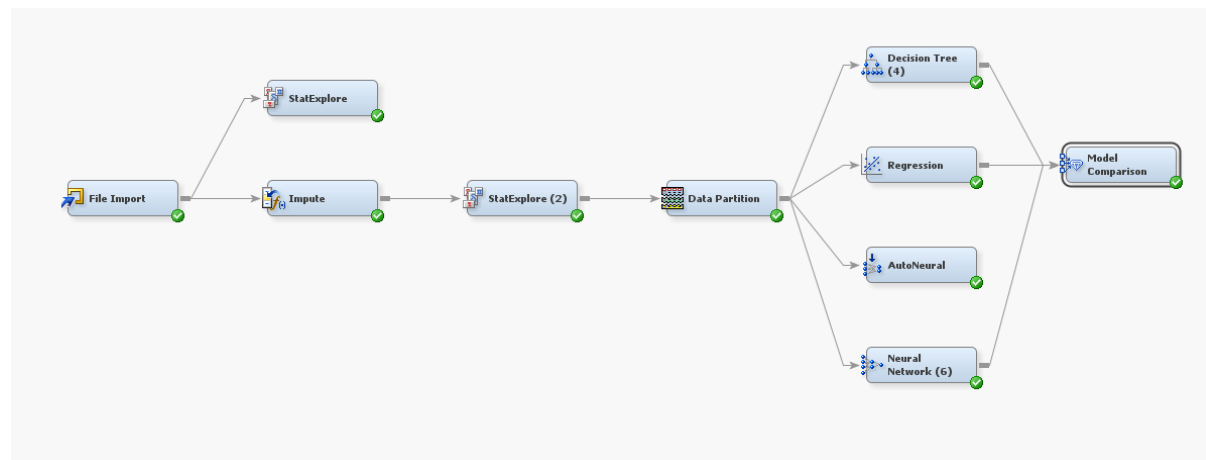 Decision Tree
(4)
StatExplore
Regression
Model
Comparison
File Import
Impute
StatExplore (2)
Data Partition
AutoNeural
Neural
Network (6)